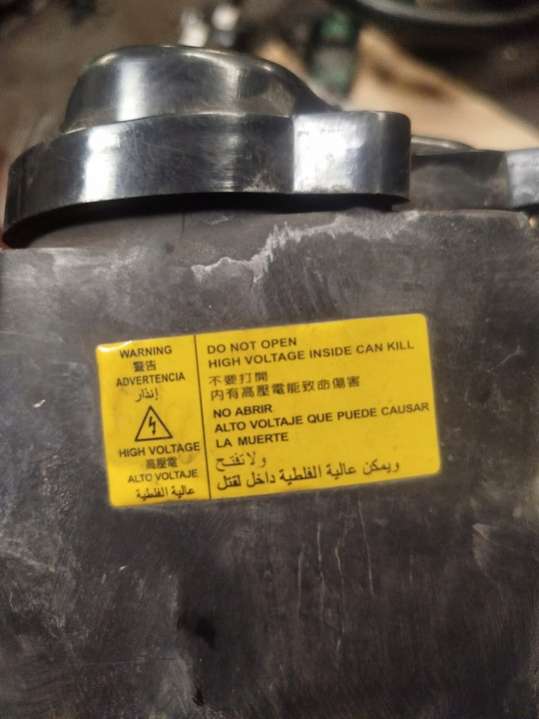 WARNING
警告
ADVERTENCIA
إنذار
HIGH VOLTAGE
高壓電
ALTO VOLTAJE
عالية الفلطية
DO NOT OPEN
HIGH VOLTAGE INSIDE CAN KILL
不要打開
內有高壓電能致命傷害
NO ABRIR
ALTO VOLTAJE QUE PUEDE CAUSAR
LA MUERTE
ولا تفتح
ويمكن عالية الفلطية داخل لقتل